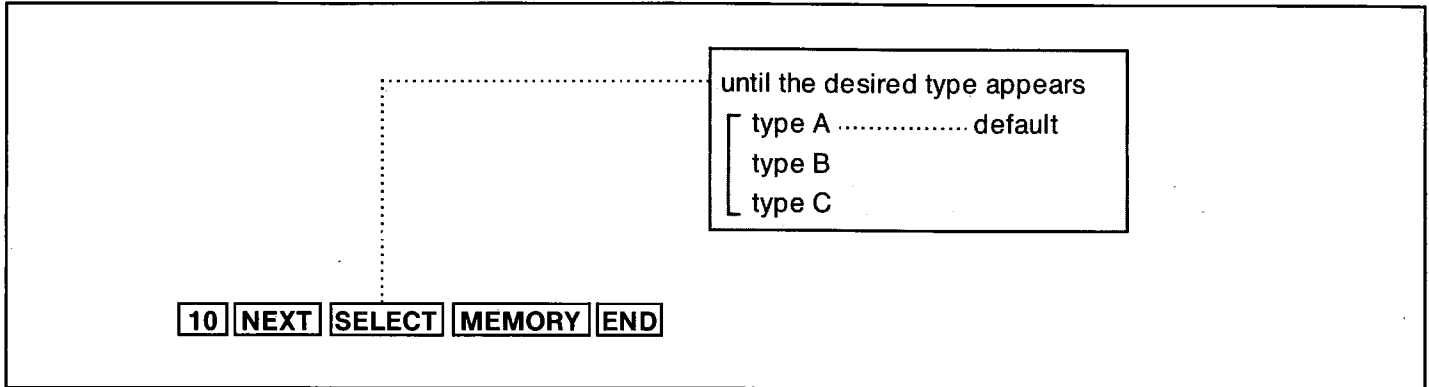 until the desired type appears
type A .................. default
type B
type C
10 NEXT SELECT MEMORY END